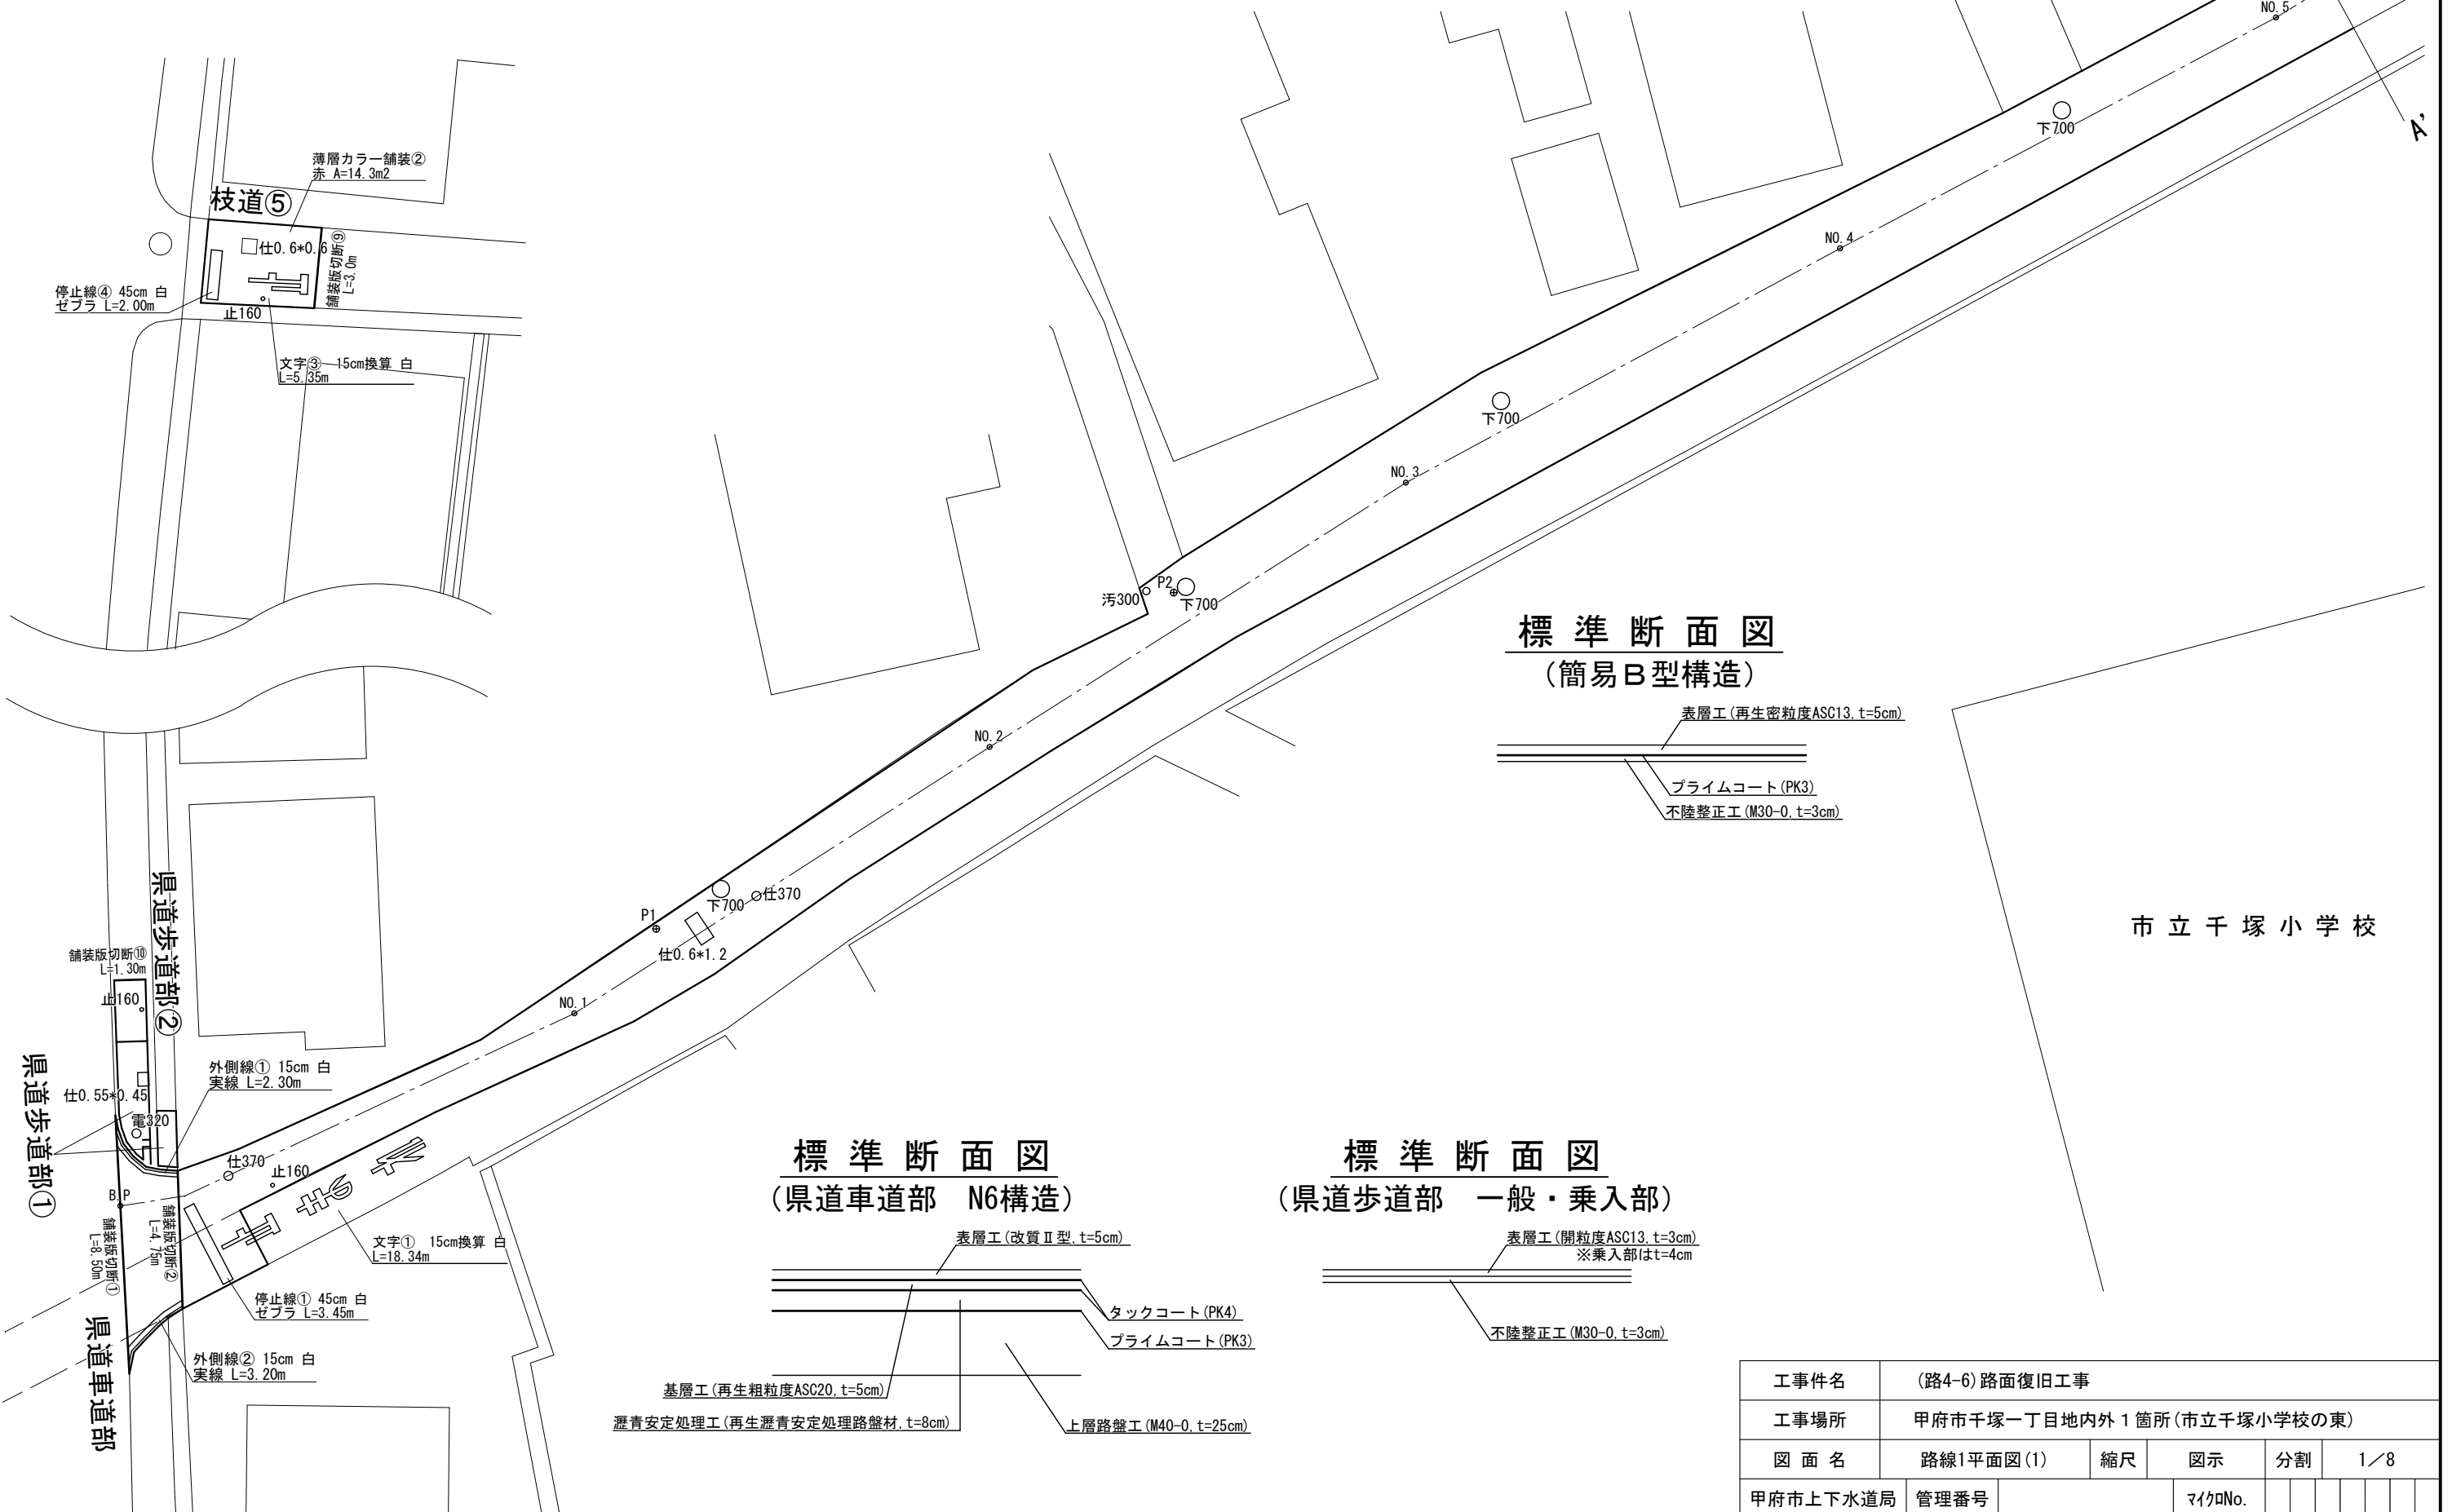 NO.5
A'
下700
NO.4
下700
NO.3
薄層カラー舗装②
赤 A=14.3m2
枝道⑤
仕0.6*0.6
舗装版切断⑨
L=3.0m
停止線④ 45cm 白
ゼブラ L=2.00m
止160
文字③ 15cm換算 白
L=5.35m
汚300
P2
下700
NO.2
標準断面図
(簡易B型構造)
表層工(再生密粒度ASC13,t=5cm)
プライムコート(PK3)
不陸整正工(M30-0,t=3cm)
市立千塚小学校
P1
下700
仕370
仕0.6*1.2
NO.1
県道歩道部②
舗装版切断⑩
L=1.30m
止160
県道歩道部①
外側線① 15cm 白
実線 L=2.30m
仕0.55*0.45
電320
仕370
止160
B.P
舗装版切断①
L=8.50m
舗装版切断②
L=4.75m
止まれ
文字① 15cm換算 白
L=18.34m
停止線① 45cm 白
ゼブラ L=3.45m
外側線② 15cm 白
実線 L=3.20m
県道車道部
標準断面図
(県道車道部 N6構造)
表層工(改質Ⅱ型,t=5cm)
タックコート(PK4)
プライムコート(PK3)
基層工(再生粗粒度ASC20,t=5cm)
瀝青安定処理工(再生瀝青安定処理路盤材,t=8cm)
上層路盤工(M40-0,t=25cm)
標準断面図
(県道歩道部 一般・乗入部)
表層工(開粒度ASC13,t=3cm)
※乗入部はt=4cm
不陸整正工(M30-0,t=3cm)
工事件名 (路4-6)路面復旧工事
工事場所 甲府市千塚一丁目地内外1箇所(市立千塚小学校の東)
図面名 路線1平面図(1) 縮尺 図示 分割 1/8
甲府市上下水道局 管理番号 ﾏｲｸﾛNo.